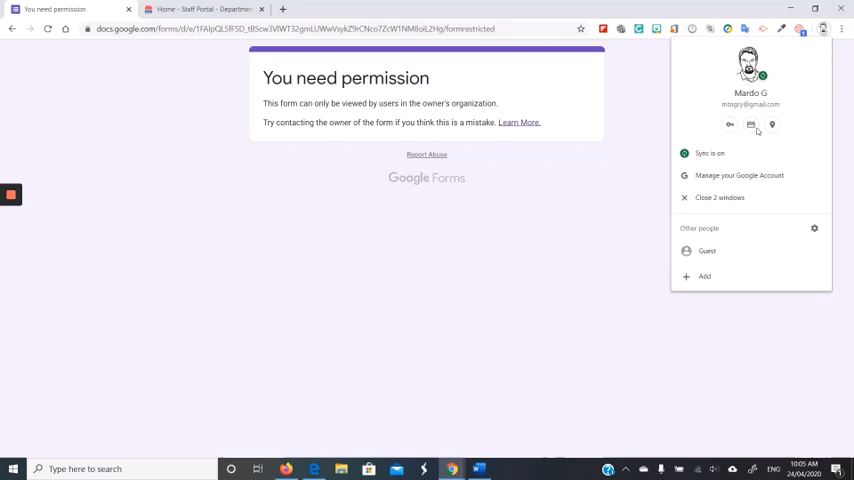 You need permission
Home - Staff Portal - Departmen
docs.google.com/forms/d/e/1FAIpQLSfFSD_tBScw3VIWT32gmLUWwVsykZ9rCNco7ZcW1NM8oiL2Hg/formrestricted
You need permission
This form can only be viewed by users in the owner's organization.
Try contacting the owner of the form if you think this is a mistake. Learn More.
Report Abuse
Google Forms
Mardo G
mtngry@gmail.com
Sync is on
Manage your Google Account
Close 2 windows
Other people
Guest
Add
Type here to search
ENG
10:05 AM
24/04/2020